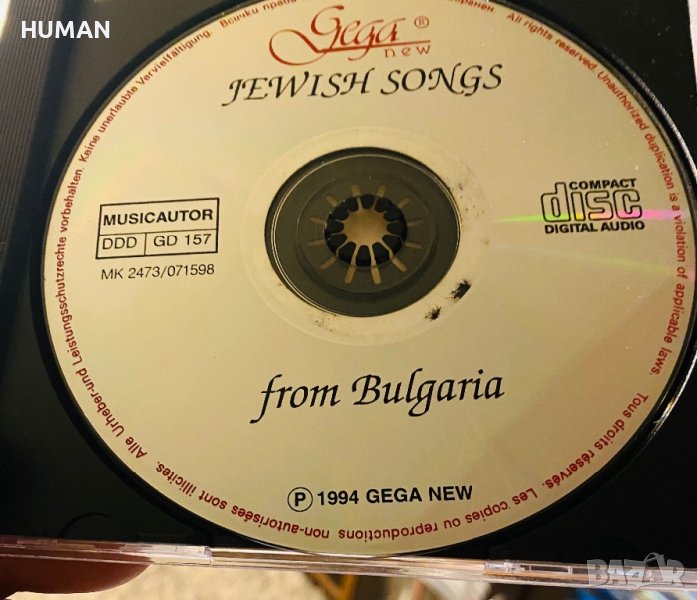 HUMAN
Gega ®
new
JEWISH SONGS
MUSICAUTOR
DDD GD 157
MK 2473/071598
COMPACT
disc
DIGITAL AUDIO
from Bulgaria
Ⓟ 1994 GEGA NEW
All rights reserved. Unauthorized duplication is a violation of applicable laws.
Tous droits réservés. Les copies ou reproductions non-autorisées sont illicites.
Alle Urheber-und Leistungsschutzrechte vorbehalten. Keine unerlaubte Vervielfältigung.
Всички права
BAZAR